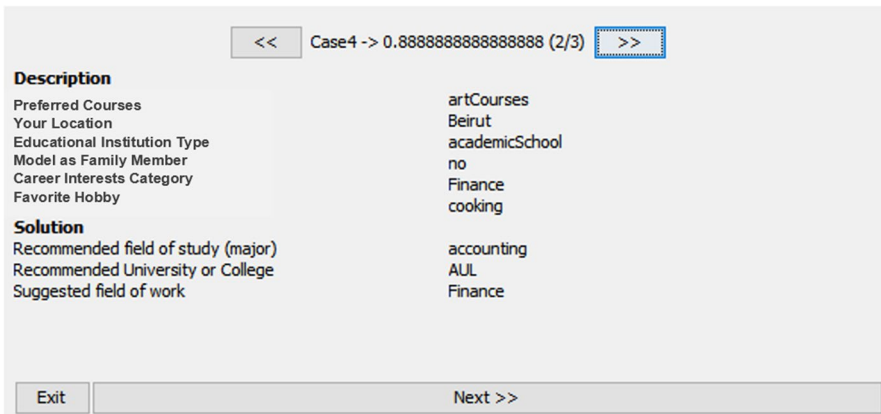 << Case4 -> 0.8888888888888888 (2/3) >>
Description
Preferred Courses artCourses
Your Location Beirut
Educational Institution Type academicSchool
Model as Family Member no
Career Interests Category Finance
Favorite Hobby cooking
Solution
Recommended field of study (major) accounting
Recommended University or College AUL
Suggested field of work Finance
Exit Next >>